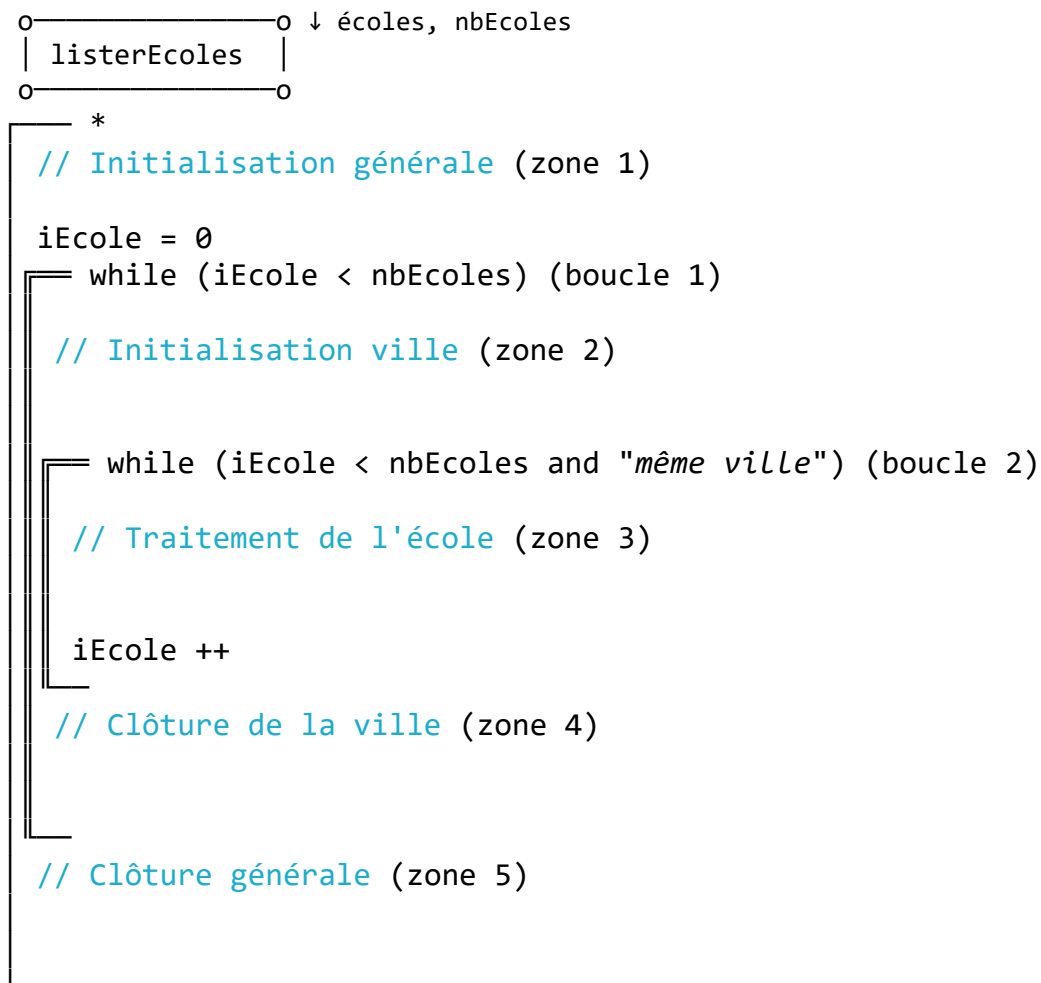 ↓ écoles, nbEcoles
listerEcoles
*
// Initialisation générale (zone 1)
iEcole = 0
while (iEcole < nbEcoles) (boucle 1)
// Initialisation ville (zone 2)
while (iEcole < nbEcoles and "même ville") (boucle 2)
// Traitement de l'école (zone 3)
iEcole ++
// Clôture de la ville (zone 4)
// Clôture générale (zone 5)